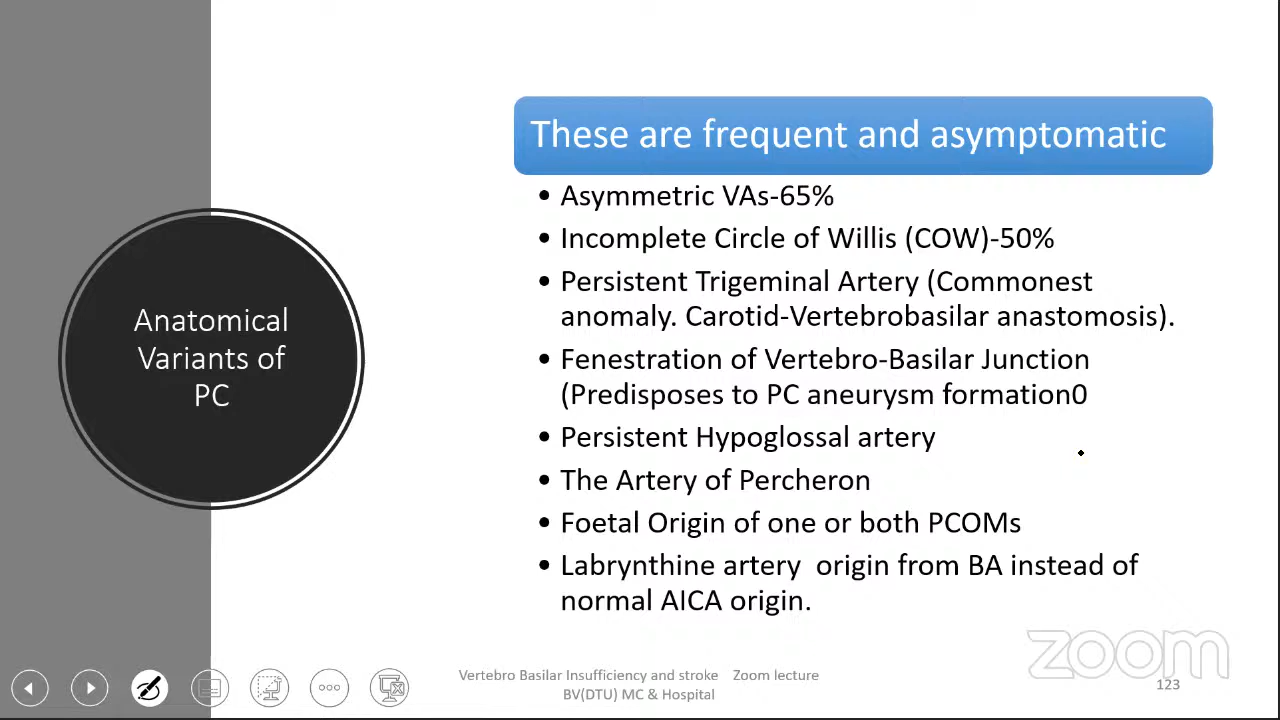 These are frequent and asymptomatic
• Asymmetric VAs-65%
• Incomplete Circle of Willis (COW)-50%
• Persistent Trigeminal Artery (Commonest
anomaly. Carotid-Vertebrobasilar anastomosis).
• Fenestration of Vertebro-Basilar Junction
(Predisposes to PC aneurysm formation0
• Persistent Hypoglossal artery
• The Artery of Percheron
• Foetal Origin of one or both PCOMs
• Labrynthine artery  origin from BA instead of
normal AICA origin.
Anatomical
Variants of
PC
Vertebro Basilar Insufficiency and stroke    Zoom lecture
BV(DTU) MC & Hospital
123
zoom